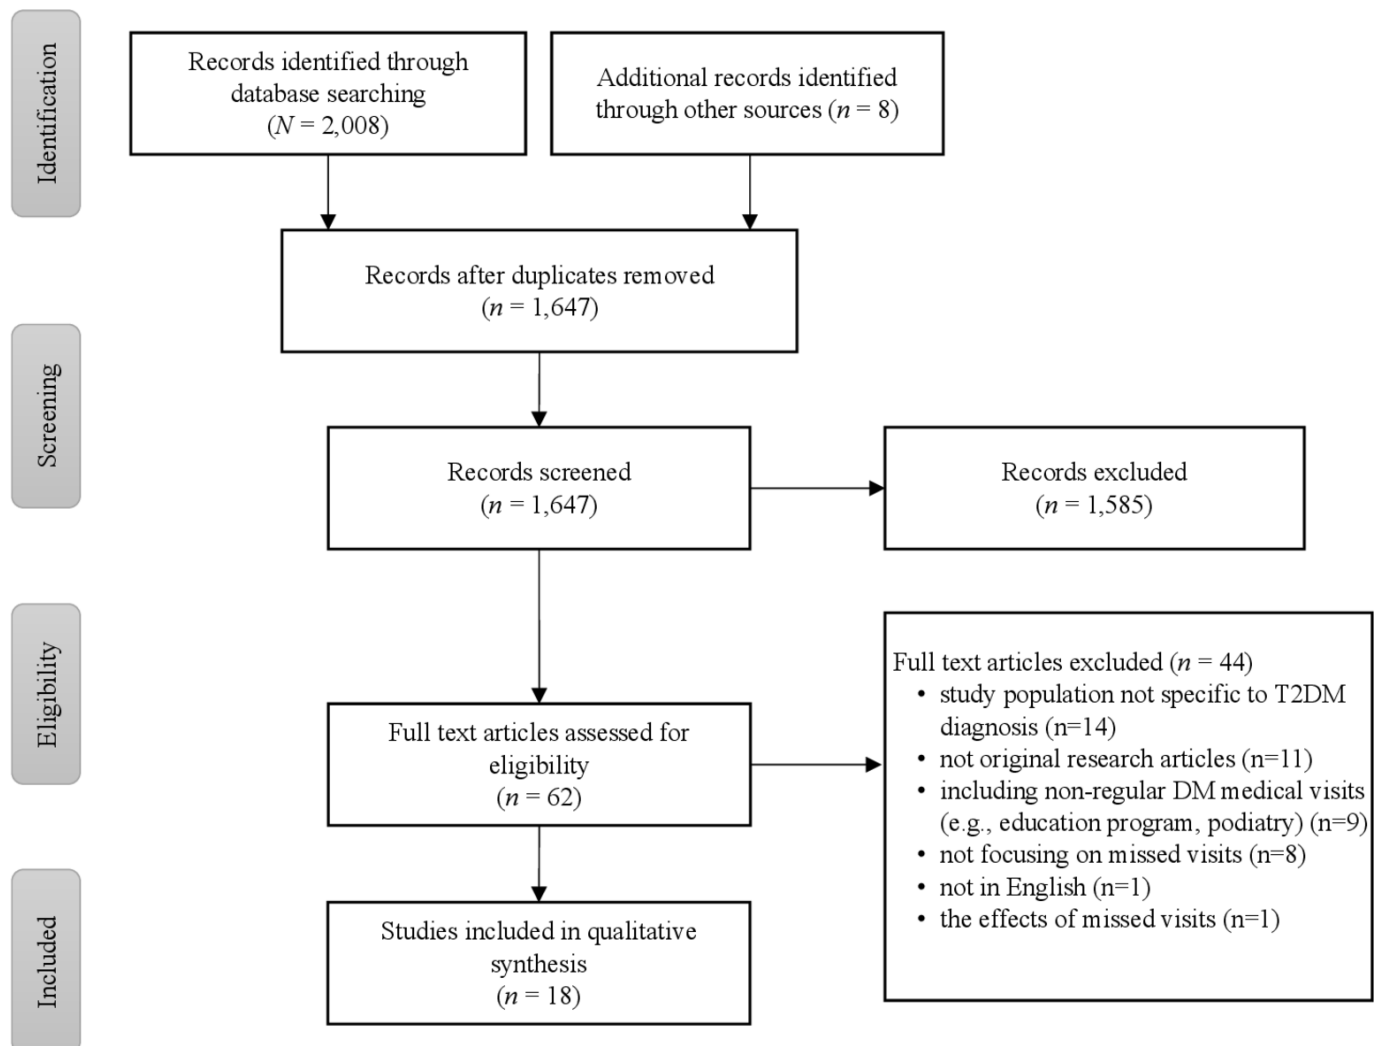 Identification
Records identified through
database searching
(N = 2,008)
Additional records identified
through other sources (n = 8)
Records after duplicates removed
(n = 1,647)
Screening
Records screened
(n = 1,647)
Records excluded
(n = 1,585)
Eligibility
Full text articles assessed for
eligibility
(n = 62)
Full text articles excluded (n = 44)
• study population not specific to T2DM
diagnosis (n=14)
• not original research articles (n=11)
• including non-regular DM medical visits
(e.g., education program, podiatry) (n=9)
• not focusing on missed visits (n=8)
• not in English (n=1)
• the effects of missed visits (n=1)
Included
Studies included in qualitative
synthesis
(n = 18)